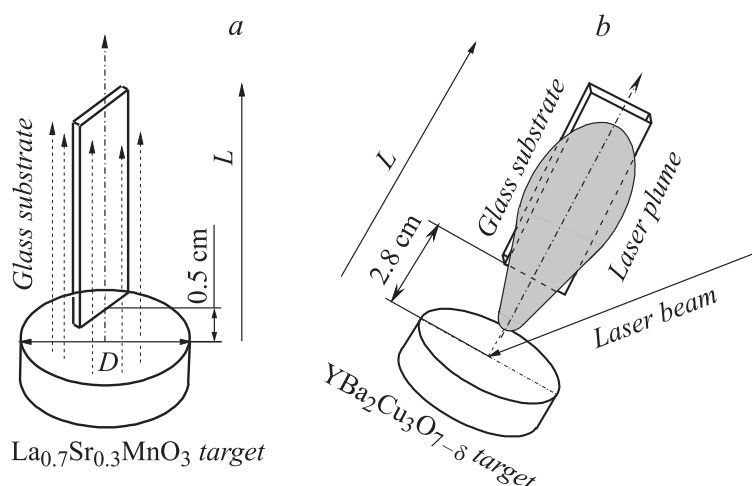 a
Glass substrate
L
0.5 cm
D
La₀.₇Sr₀.₃MnO₃ target
b
L
Glass substrate
Laser plume
2.8 cm
Laser beam
YBa₂Cu₃O₇₋δ target